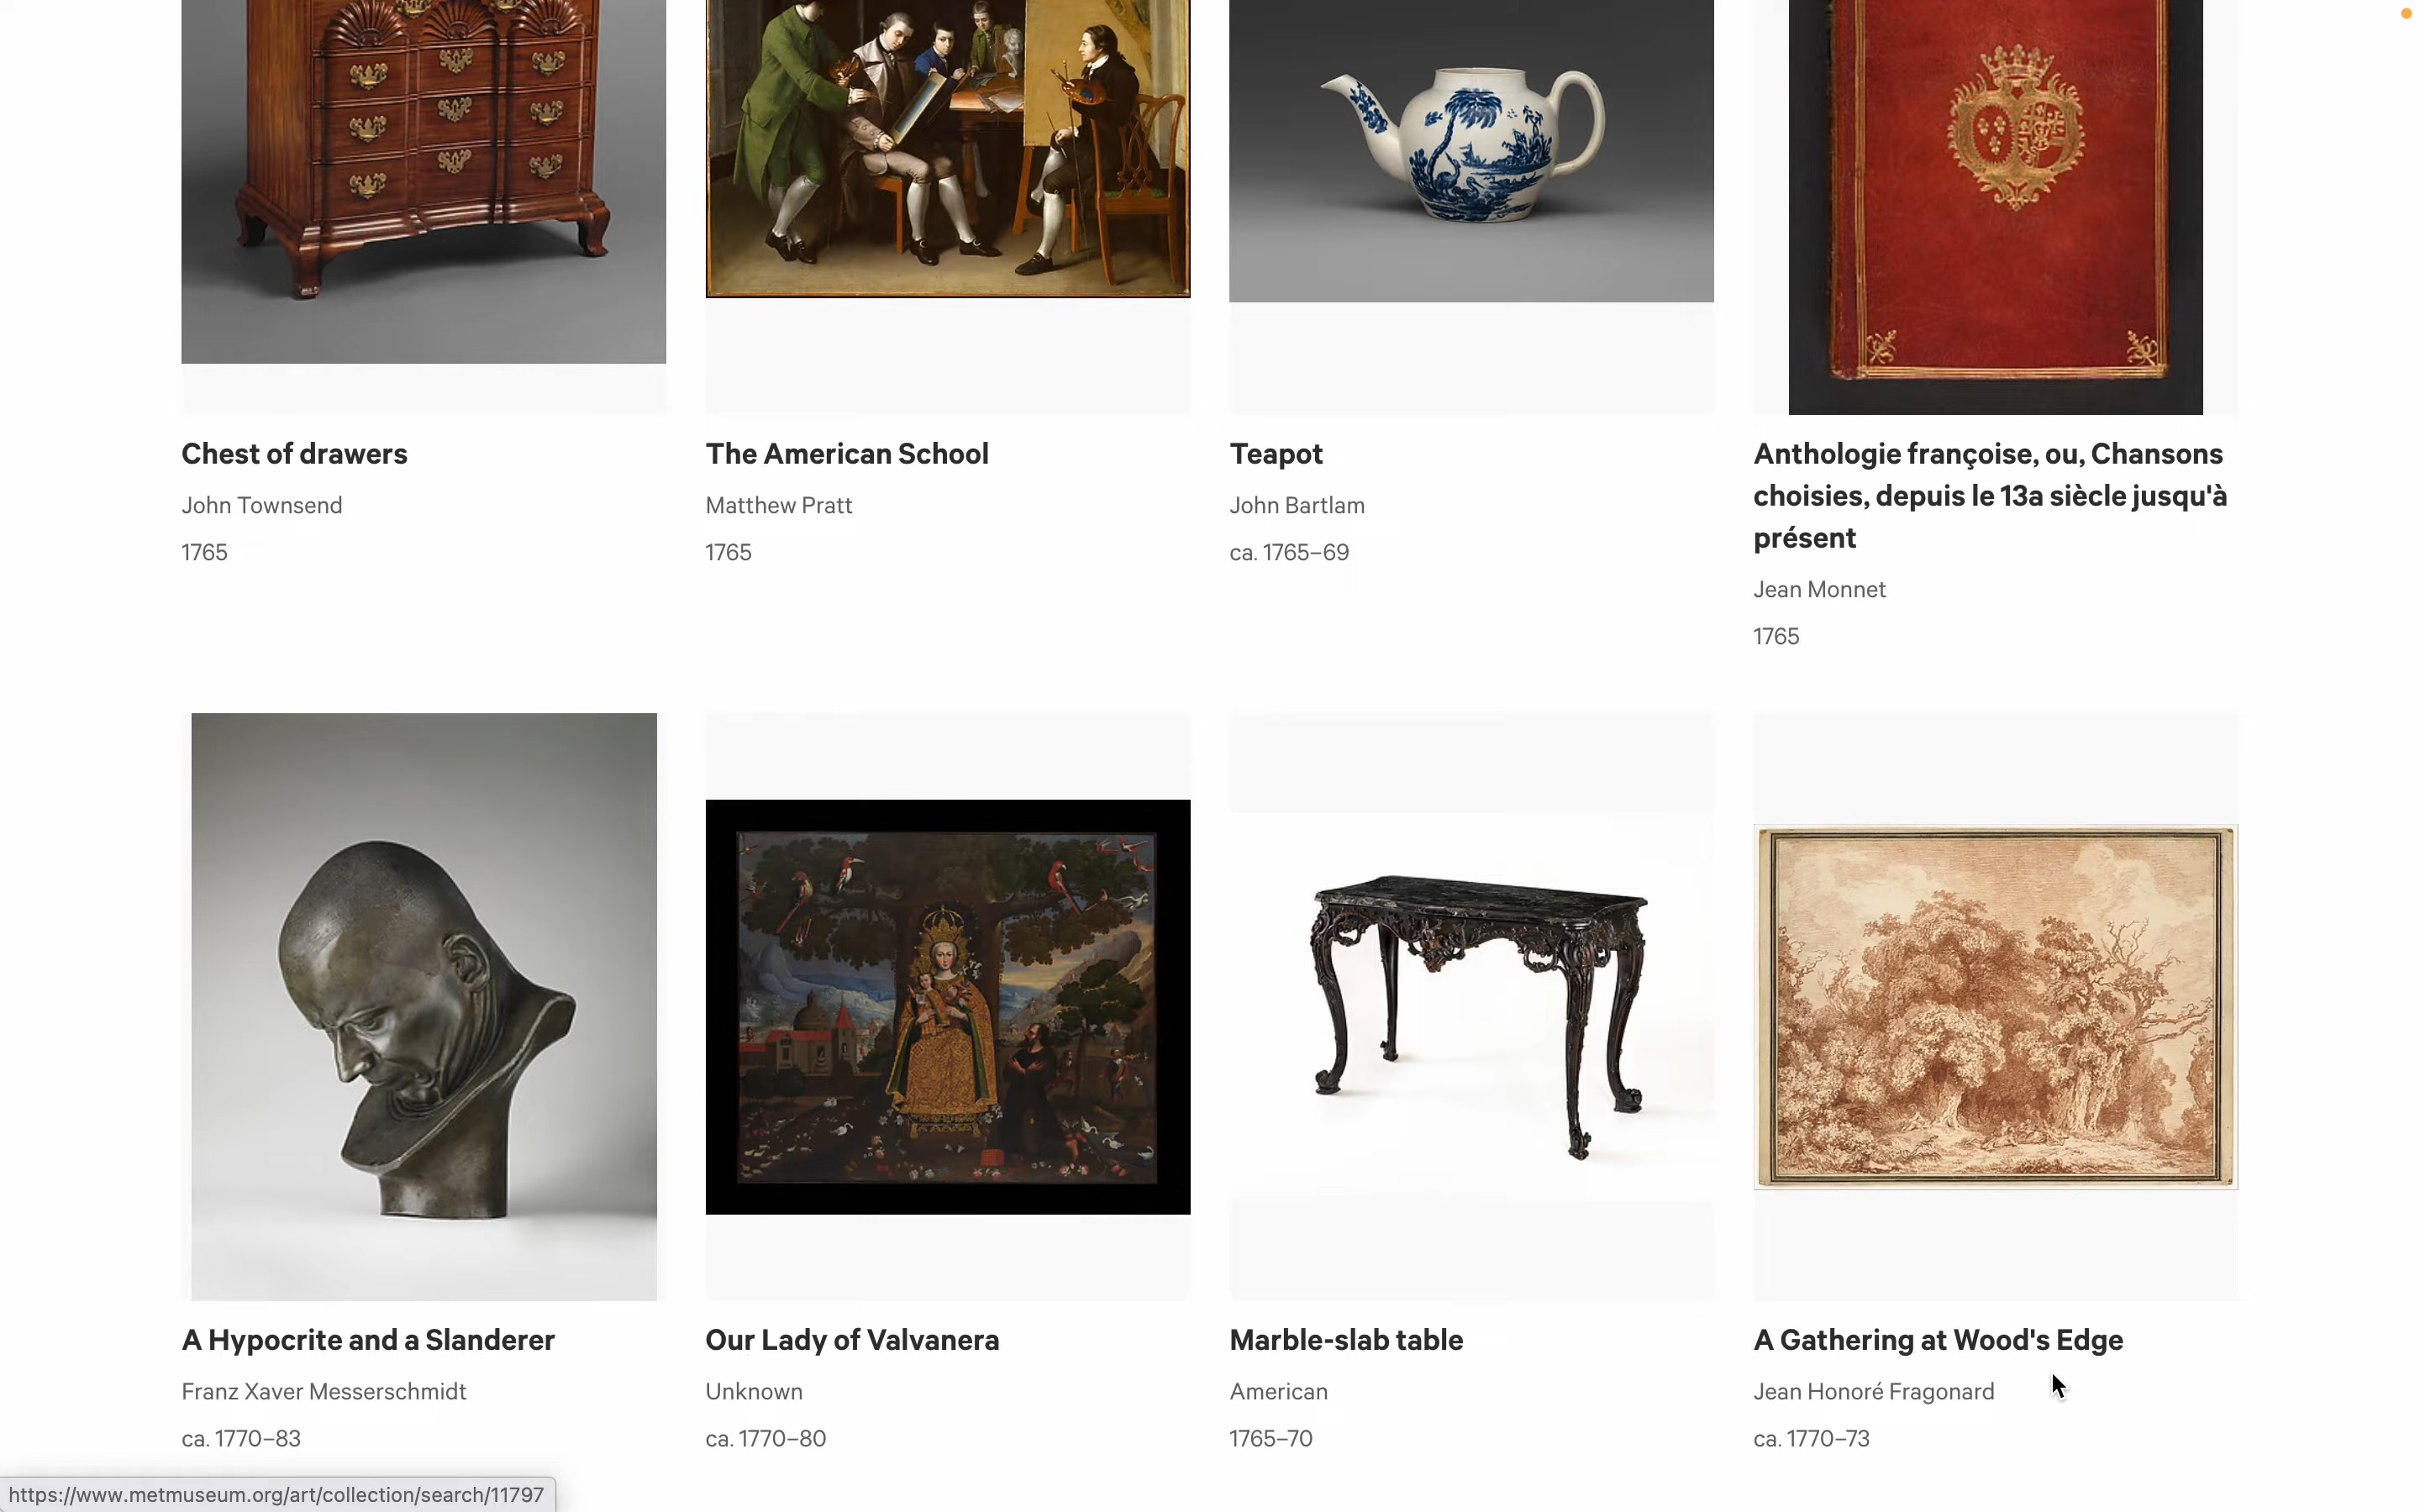 Chest of drawers
John Townsend
1765
The American School
Matthew Pratt
1765
Teapot
John Bartlam
ca. 1765–69
Anthologie françoise, ou, Chansons
choisies, depuis le 13a siècle jusqu'à
présent
Jean Monnet
1765
A Hypocrite and a Slanderer
Franz Xaver Messerschmidt
ca. 1770–83
Our Lady of Valvanera
Unknown
ca. 1770–80
Marble-slab table
American
1765–70
A Gathering at Wood's Edge
Jean Honoré Fragonard
ca. 1770–73
https://www.metmuseum.org/art/collection/search/11797